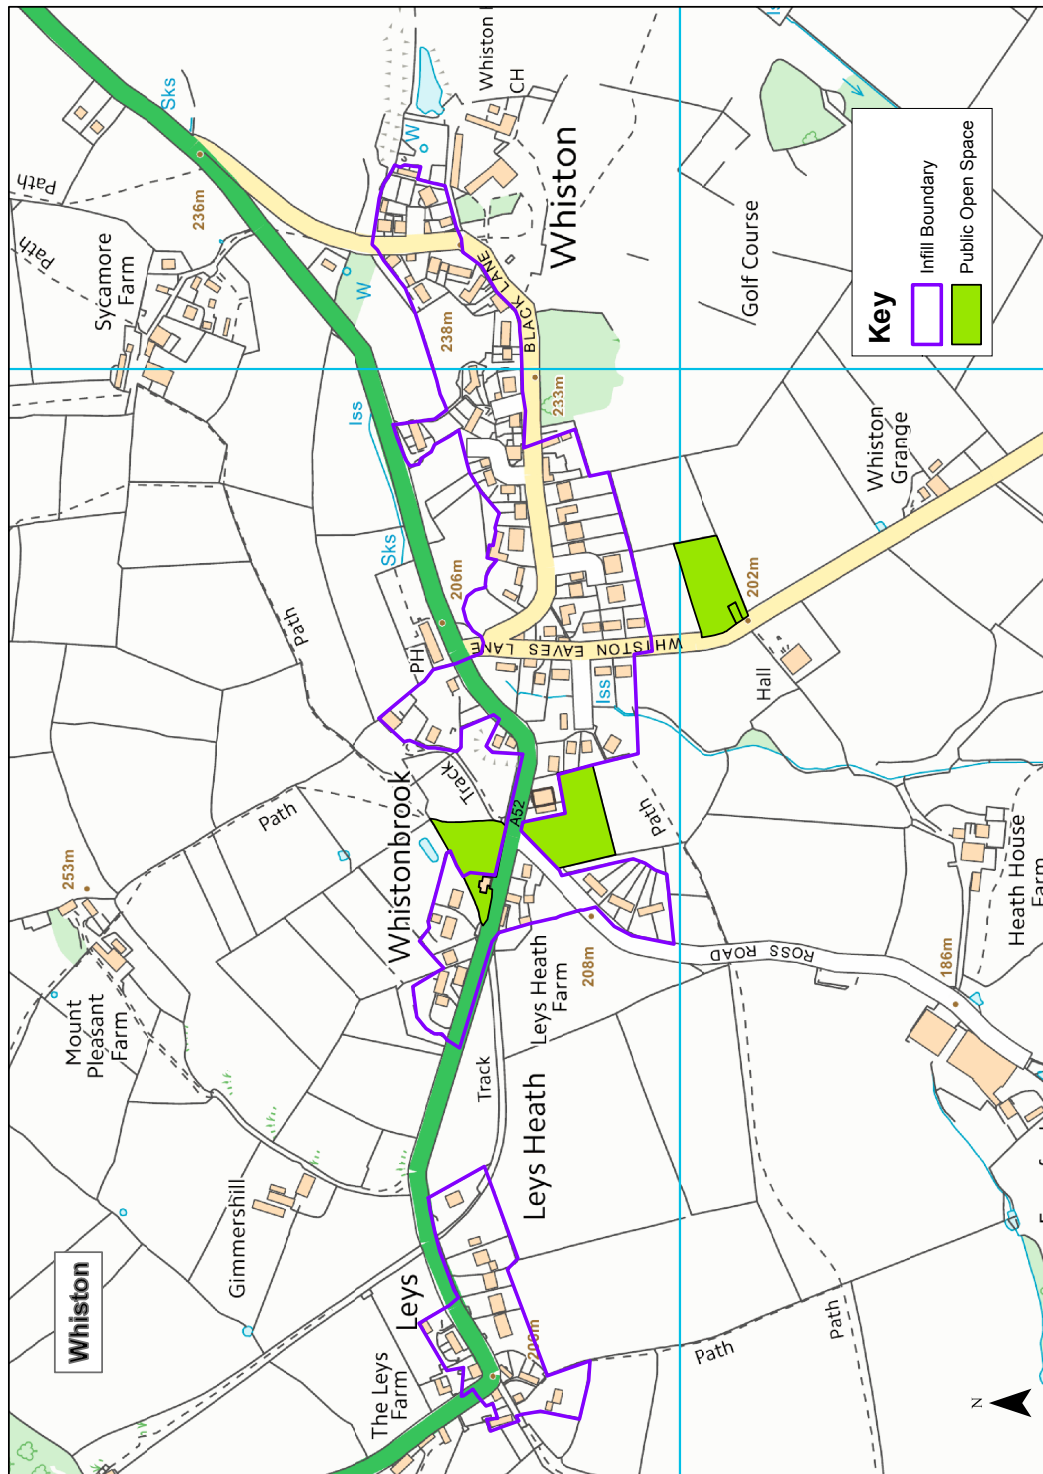 Whiston
The Leys
Farm
Leys
Gimmershill
Mount
Pleasant
Farm
253m
Path
Path
Path
Path
Sycamore
Farm
236m
Sks
Whistonbrook
Track
PH
206m
Sks
Iss
W
238m
W
Whiston
CH
Whiston
BLACK LANE
233m
A52
WHISTON EAVES LANE
Iss
Leys Heath
Track
Leys Heath
Farm
208m
ROSS ROAD
Path
Hall
202m
Whiston
Grange
Golf Course
Path
Path
186m
Heath House
Farm
N
Key
Infill Boundary
Public Open Space